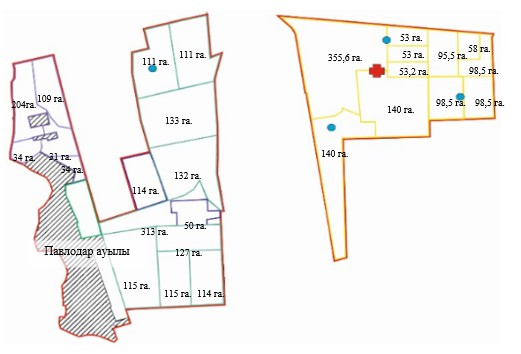 111 га.
111 га.
204га.
109 га.
133 га.
34 га.
31 га.
34 га.
114 га.
132 га.
50 га.
313 га.
127 га.
Павлодар ауылы
115 га.
115 га.
114 га.
355,6 га.
53 га.
53 га.
53,2 га.
95,5 га.
58 га.
98,5 га.
98,5 га.
98,5 га.
140 га.
140 га.